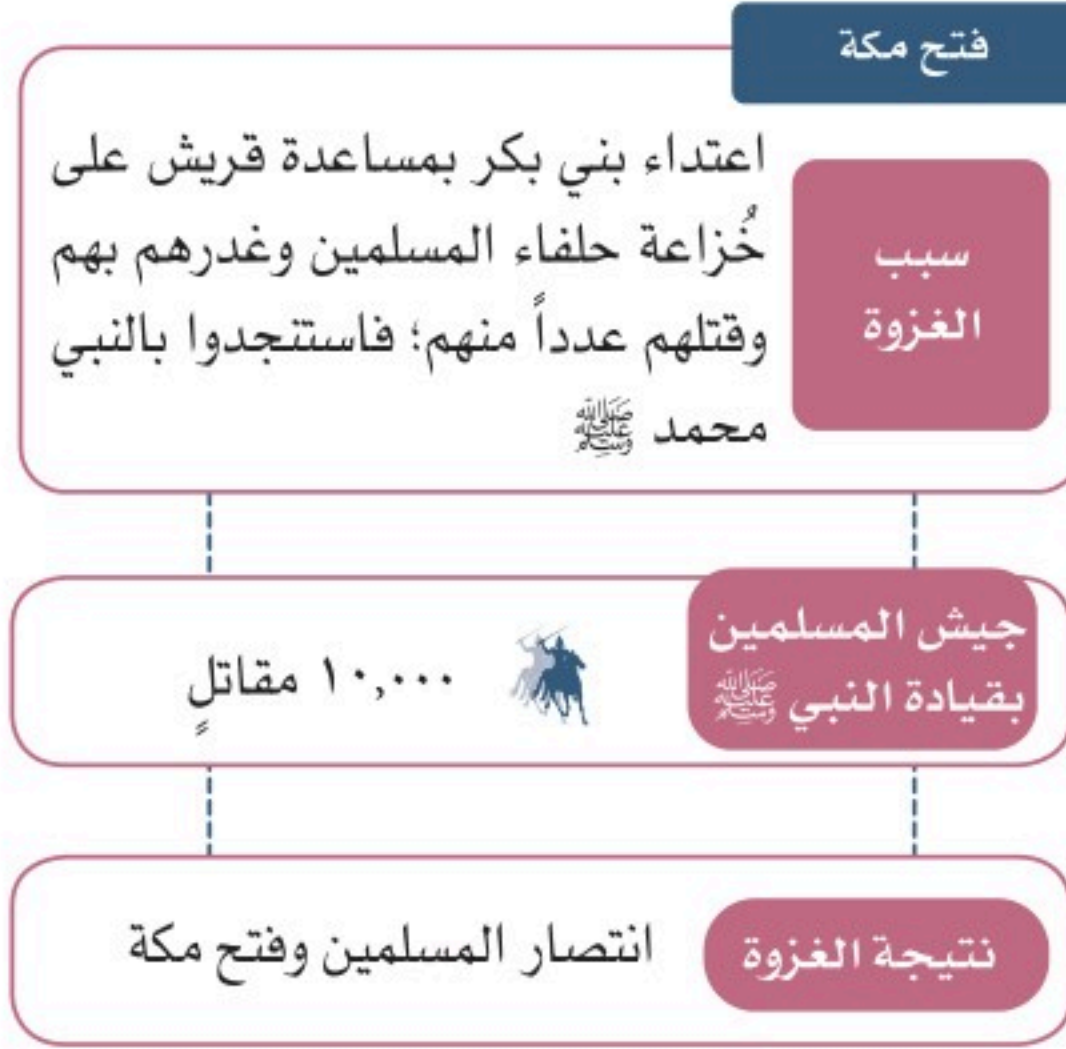 فتح مكة
سبب
الغزوة
اعتداء بني بكر بمساعدة قريش على
خُزاعة حلفاء المسلمين وغدرهم بهم
وقتلهم عدداً منهم؛ فاستنجدوا بالنبي
محمد ﷺ
جيش المسلمين
بقيادة النبي ﷺ
١٠,٠٠٠ مقاتلٍ
نتيجة الغزوة
انتصار المسلمين وفتح مكة